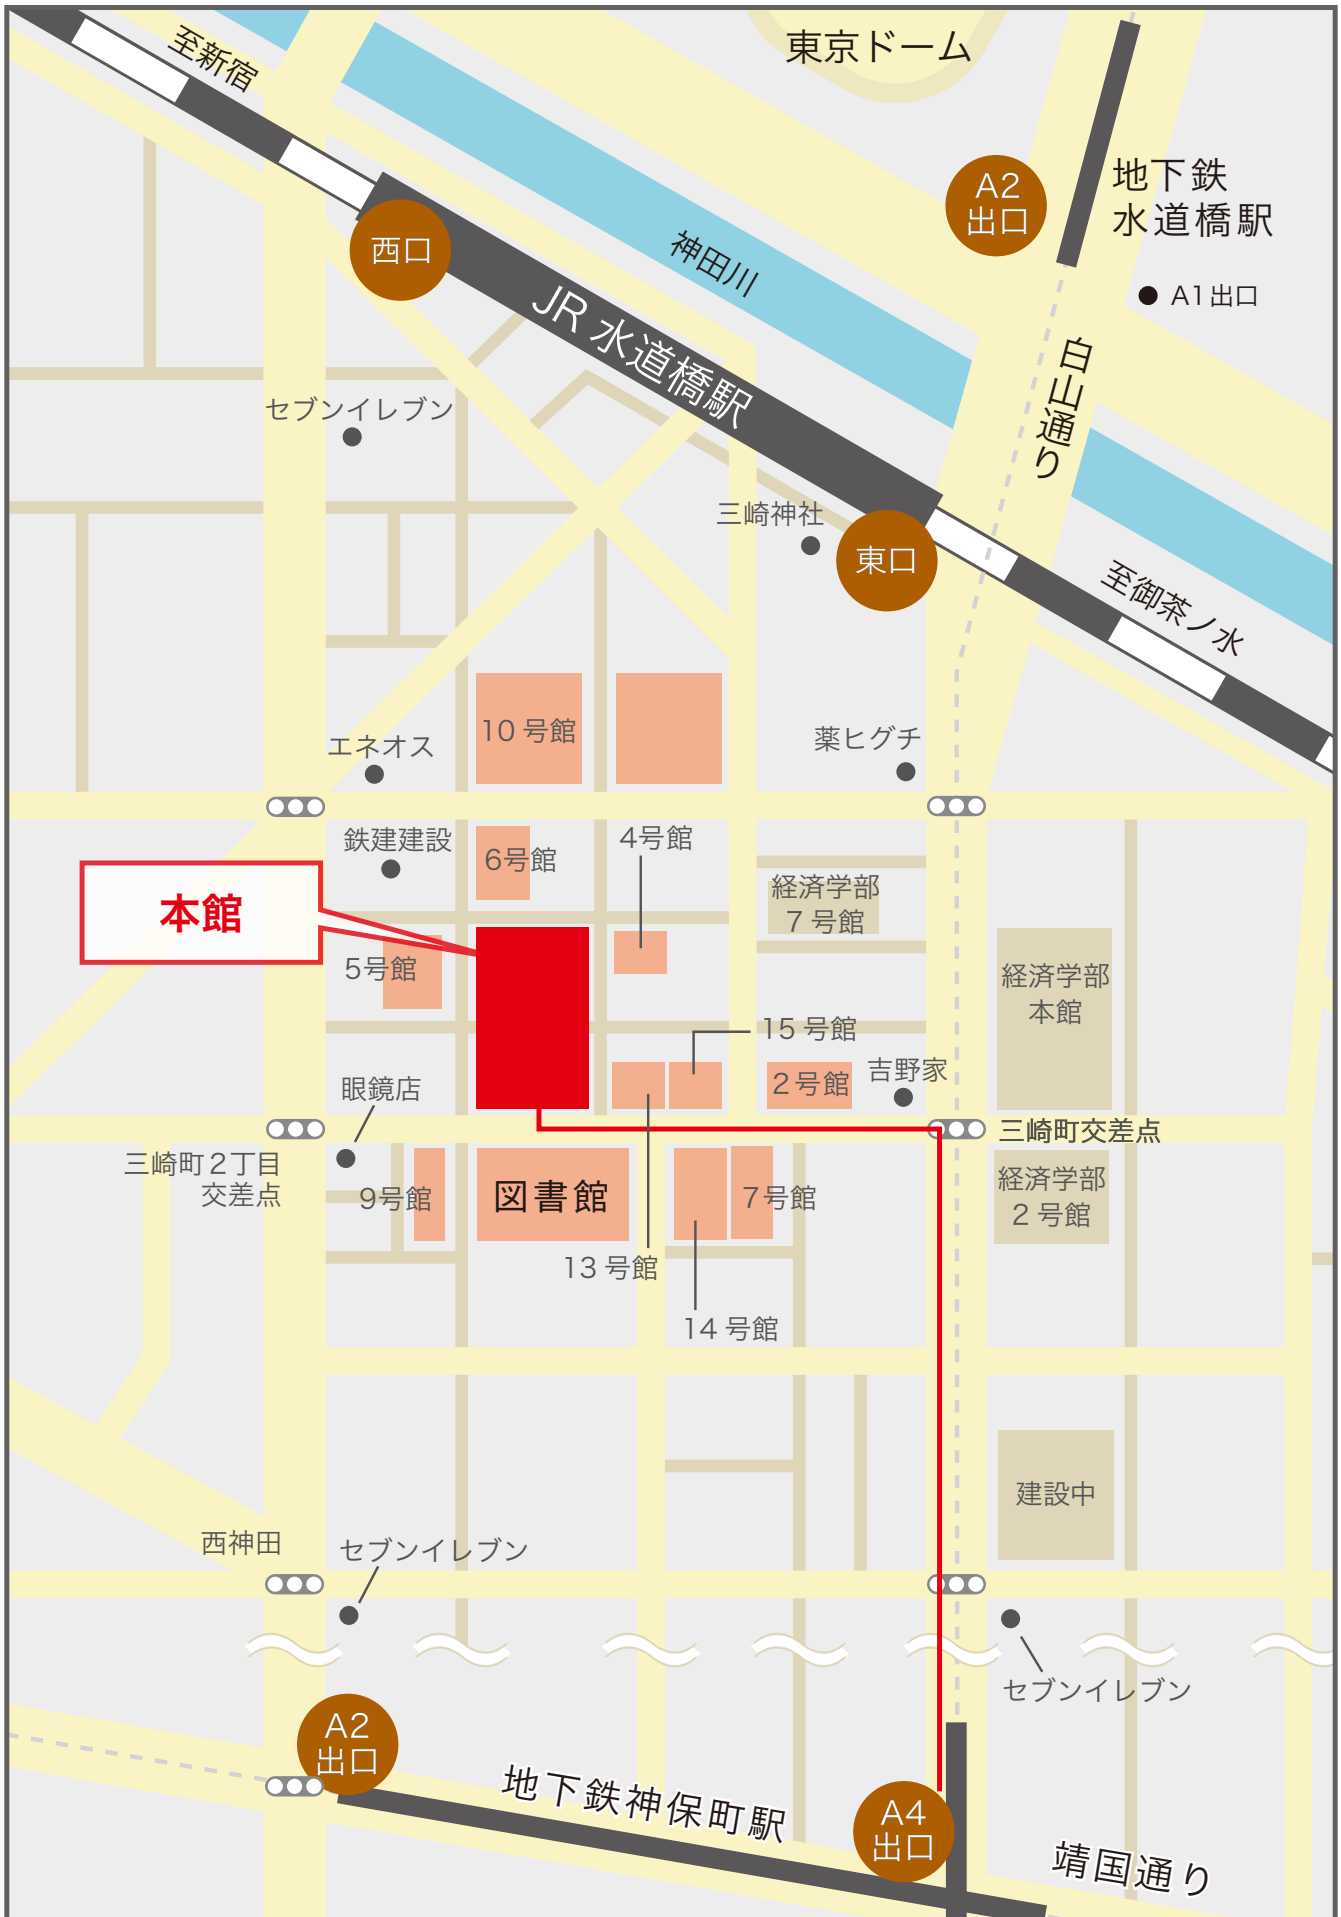 至新宿
東京ドーム
A2
出口
地下鉄
水道橋駅
西口
神田川
A1出口
JR 水道橋駅
白山通り
セブンイレブン
三崎神社
東口
至御茶ノ水
10号館
エネオス
薬ヒグチ
鉄建建設
6号館
4号館
経済学部
7号館
本館
5号館
経済学部
本館
15号館
眼鏡店
2号館
吉野家
三崎町交差点
三崎町2丁目
交差点
9号館
図書館
7号館
経済学部
2号館
13号館
14号館
建設中
西神田
セブンイレブン
セブンイレブン
A2
出口
地下鉄神保町駅
A4
出口
靖国通り